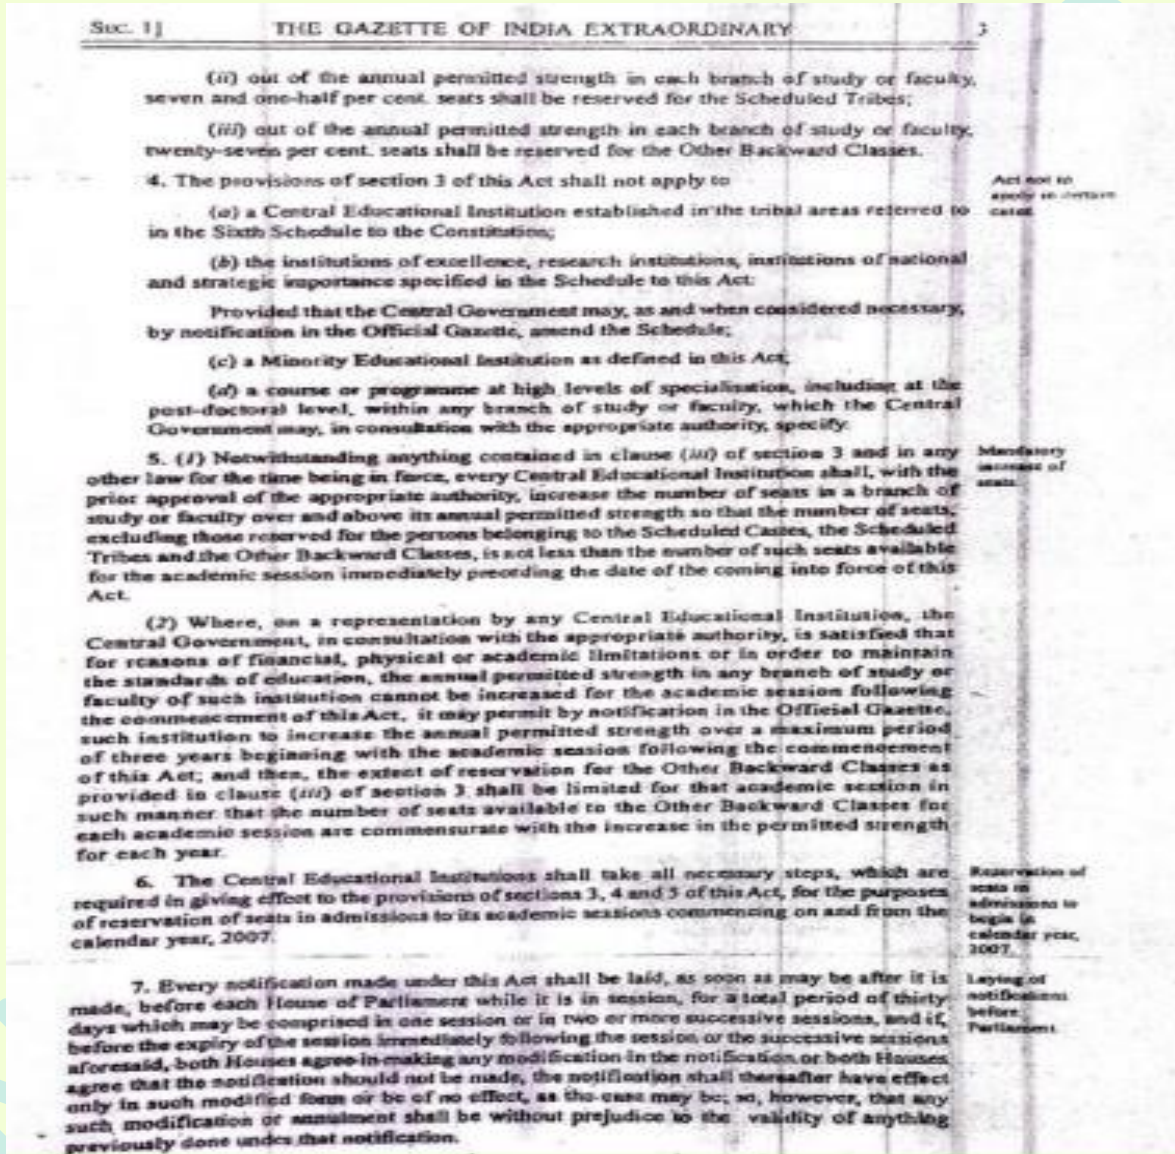 SEC. 1] THE GAZETTE OF INDIA EXTRAORDINARY 3
(ii) out of the annual permitted strength in each branch of study or faculty,
seven and one-half per cent. seats shall be reserved for the Scheduled Tribes;
(iii) out of the annual permitted strength in each branch of study or faculty,
twenty-seven per cent. seats shall be reserved for the Other Backward Classes.
4. The provisions of section 3 of this Act shall not apply to
(a) a Central Educational Institution established in the tribal areas referred to
in the Sixth Schedule to the Constitution;
(b) the institutions of excellence, research institutions, institutions of national
and strategic importance specified in the Schedule to this Act:
Provided that the Central Government may, as and when considered necessary,
by notification in the Official Gazette, amend the Schedule;
(c) a Minority Educational Institution as defined in this Act;
(d) a course or programme at high levels of specialisation, including at the
post-doctoral level, within any branch of study or faculty, which the Central
Government may, in consultation with the appropriate authority, specify.
Act not to
apply in certain
cases.
5. (1) Notwithstanding anything contained in clause (iii) of section 3 and in any
other law for the time being in force, every Central Educational Institution shall, with the
prior approval of the appropriate authority, increase the number of seats in a branch of
study or faculty over and above its annual permitted strength so that the number of seats,
excluding those reserved for the persons belonging to the Scheduled Castes, the Scheduled
Tribes and the Other Backward Classes, is not less than the number of such seats available
for the academic session immediately preceding the date of the coming into force of this
Act.
Mandatory
increase of
seats.
(2) Where, on a representation by any Central Educational Institution, the
Central Government, in consultation with the appropriate authority, is satisfied that
for reasons of financial, physical or academic limitations or in order to maintain
the standards of education, the annual permitted strength in any branch of study or
faculty of such institution cannot be increased for the academic session following
the commencement of this Act, it may permit by notification in the Official Gazette,
such institution to increase the annual permitted strength over a maximum period
of three years beginning with the academic session following the commencement
of this Act; and then, the extent of reservation for the Other Backward Classes as
provided in clause (iii) of section 3 shall be limited for that academic session in
such manner that the number of seats available to the Other Backward Classes for
each academic session are commensurate with the increase in the permitted strength
for each year.
6. The Central Educational Institutions shall take all necessary steps, which are
required in giving effect to the provisions of sections 3, 4 and 5 of this Act, for the purposes
of reservation of seats in admissions to its academic sessions commencing on and from the
calendar year, 2007.
Reservation of
seats in
admissions to
begin in
calendar year,
2007.
7. Every notification made under this Act shall be laid, as soon as may be after it is
made, before each House of Parliament while it is in session, for a total period of thirty
days which may be comprised in one session or in two or more successive sessions, and if,
before the expiry of the session immediately following the session or the successive sessions
aforesaid, both Houses agree in making any modification in the notification or both Houses
agree that the notification should not be made, the notification shall thereafter have effect
only in such modified form or be of no effect, as the case may be; so, however, that any
such modification or annulment shall be without prejudice to the validity of anything
previously done under that notification.
Laying of
notifications
before
Parliament.